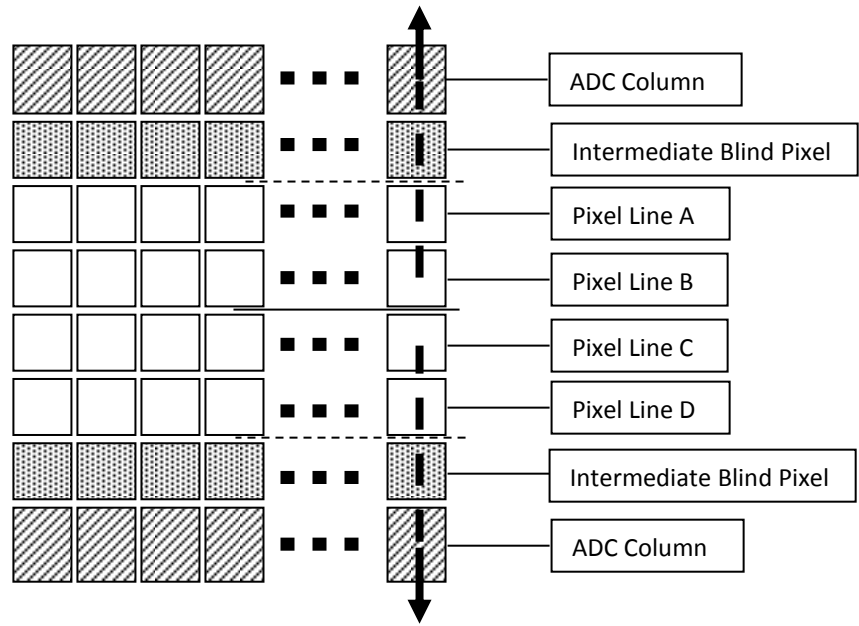 ADC Column
Intermediate Blind Pixel
Pixel Line A
Pixel Line B
Pixel Line C
Pixel Line D
Intermediate Blind Pixel
ADC Column